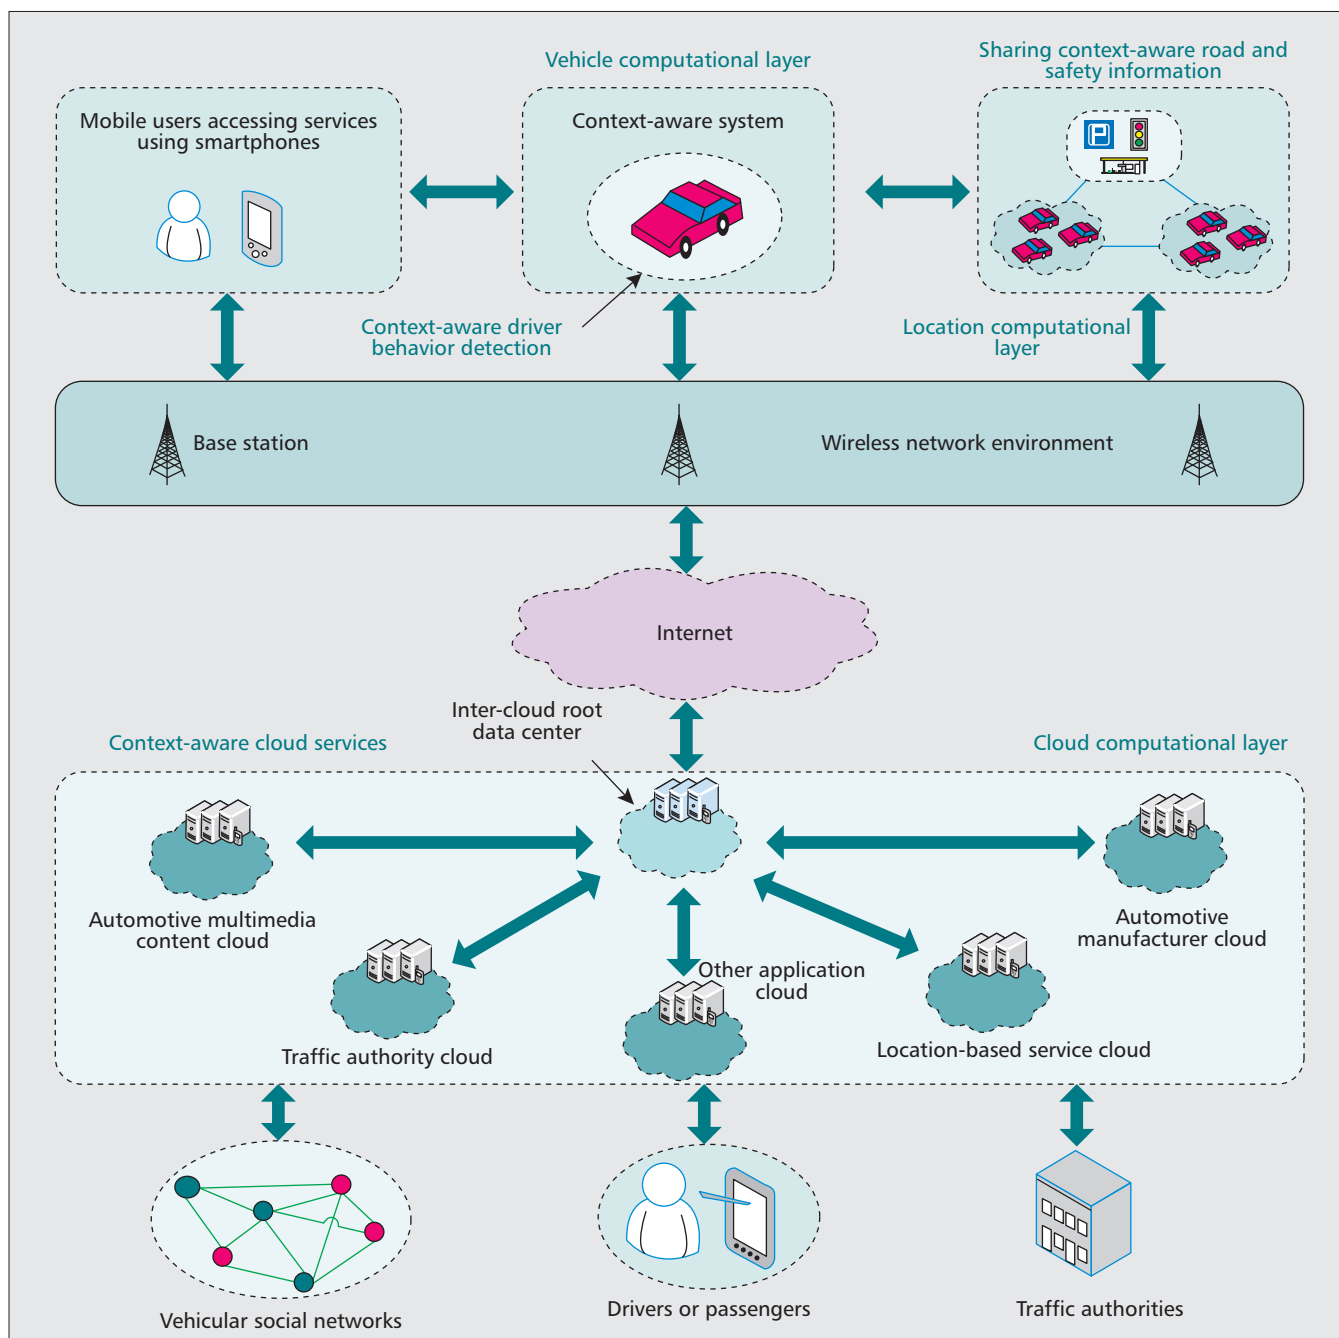 Vehicle computational layer
Sharing context-aware road and
safety information
Mobile users accessing services
using smartphones
Context-aware system
P
Context-aware driver
behavior detection
Location computational
layer
Base station
Wireless network environment
Internet
Inter-cloud root
data center
Context-aware cloud services
Cloud computational layer
Automotive multimedia
content cloud
Automotive
manufacturer cloud
Other application
cloud
Traffic authority cloud
Location-based service cloud
Vehicular social networks
Drivers or passengers
Traffic authorities